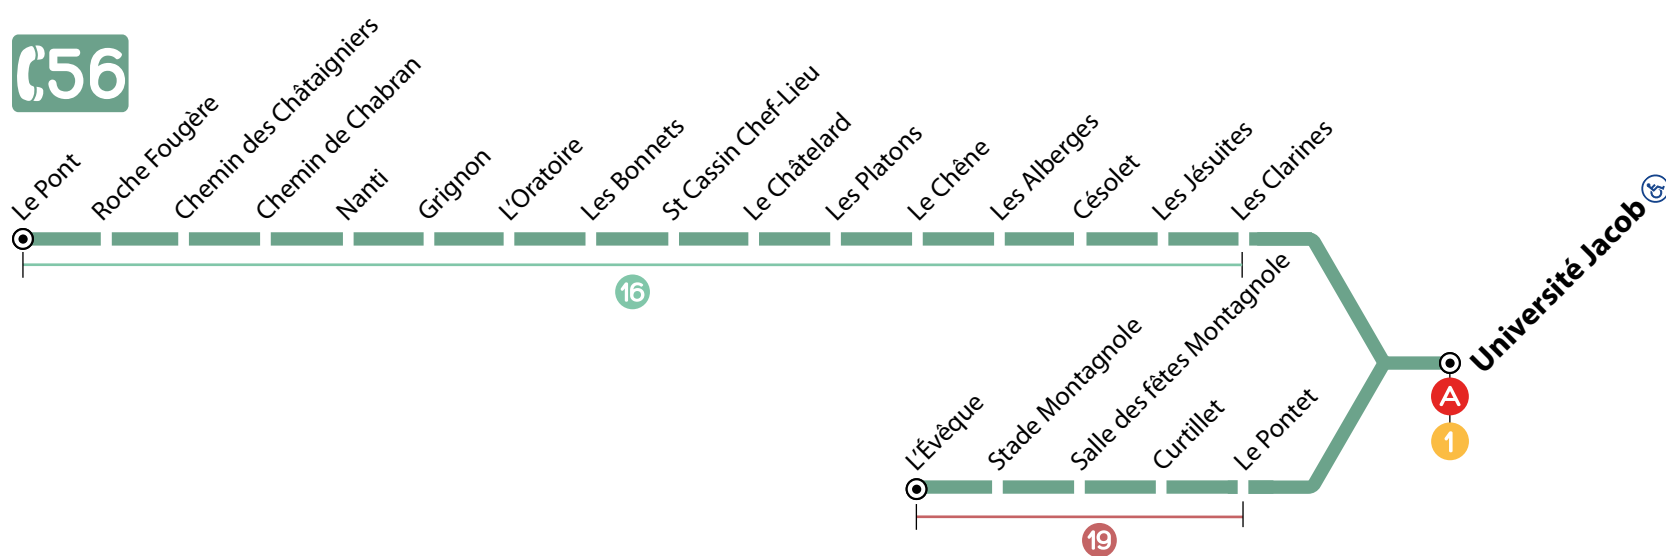 56
Le Pont
Roche Fougère
Chemin des Châtaigniers
Chemin de Chabran
Nanti
Grignon
L'Oratoire
Les Bonnets
St Cassin Chef-Lieu
Le Châtelard
Les Platons
Le Chêne
Les Alberges
Césolet
Les Jésuites
Les Clarines
16
Université Jacob
A
1
L'Évêque
Stade Montagnole
Salle des fêtes Montagnole
Curtillet
Le Pontet
19